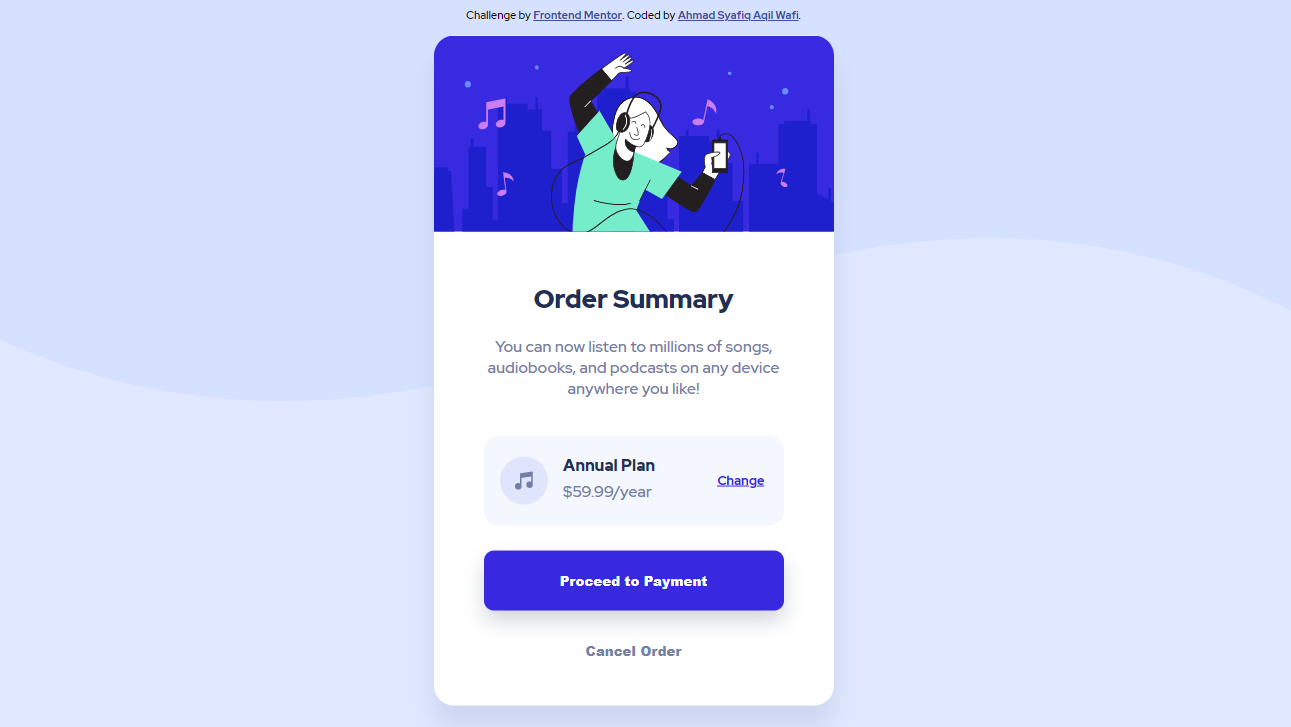 Challenge by Frontend Mentor. Coded by Ahmad Syafiq Aqil Wafi.
Order Summary
You can now listen to millions of songs,
audiobooks, and podcasts on any device
anywhere you like!
Annual Plan
$59.99/year
Change
Proceed to Payment
Cancel Order